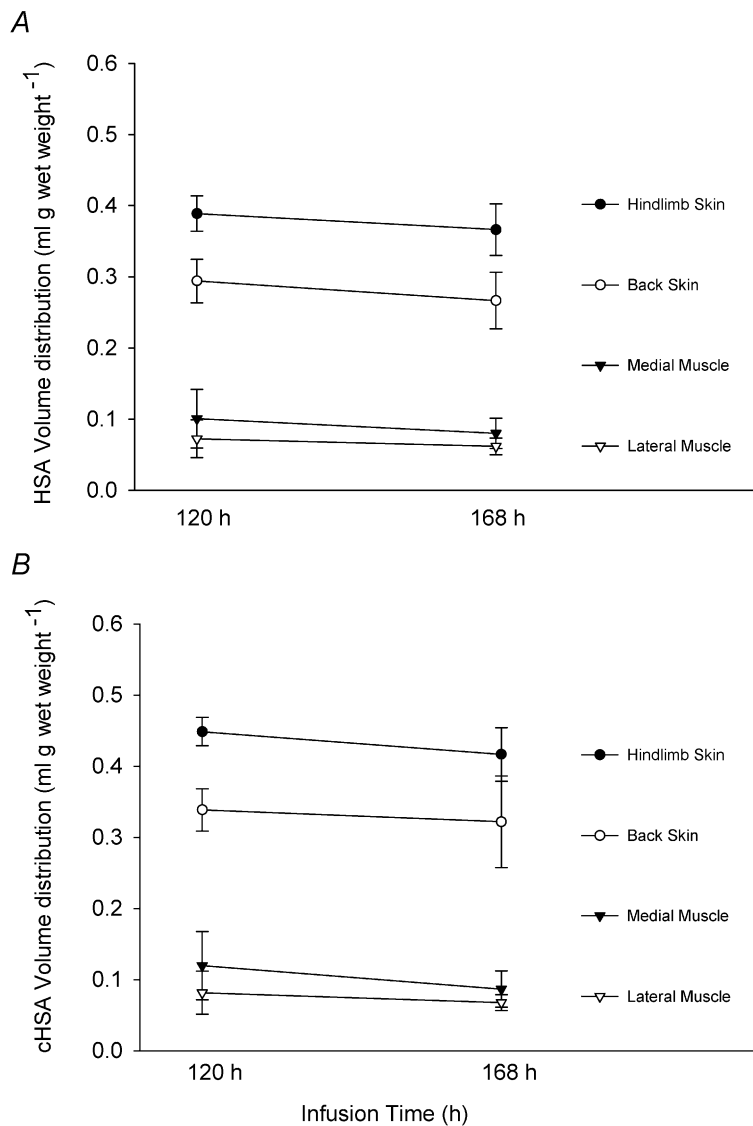 A
HSA Volume distribution (ml g wet weight -1)
0.6
0.5
0.4
0.3
0.2
0.1
0.0
120 h
168 h
Hindlimb Skin
Back Skin
Medial Muscle
Lateral Muscle
B
cHSA Volume distribution (ml g wet weight -1)
0.6
0.5
0.4
0.3
0.2
0.1
0.0
120 h
168 h
Hindlimb Skin
Back Skin
Medial Muscle
Lateral Muscle
Infusion Time (h)